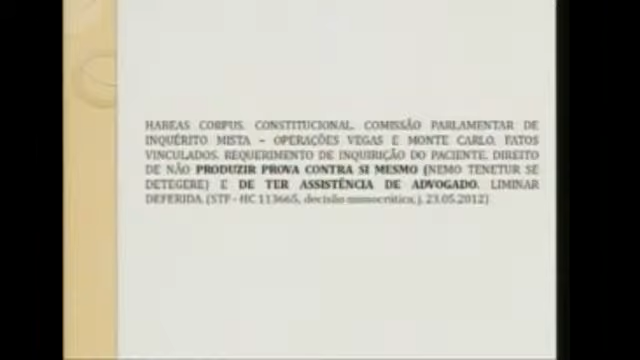 HABEAS CORPUS. CONSTITUCIONAL. COMISSÃO PARLAMENTAR DE
INQUÉRITO MISTA – OPERAÇÕES VEGAS E MONTE CARLO. FATOS
VINCULADOS. REQUERIMENTO DE INQUIRIÇÃO DO PACIENTE. DIREITO
DE NÃO PRODUZIR PROVA CONTRA SI MESMO (NEMO TENETUR SE
DETEGERE) E DE TER ASSISTÊNCIA DE ADVOGADO. LIMINAR
DEFERIDA. (STF - HC 113665, decisão monocrática, j. 23.05.2012)